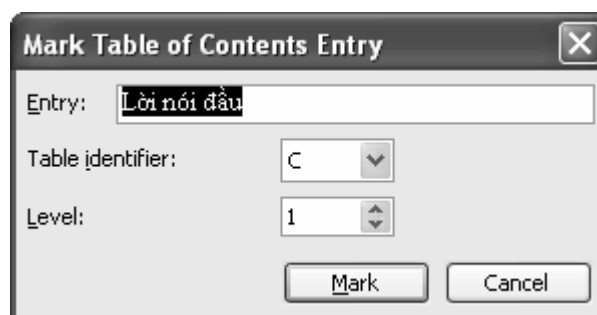 Mark Table of Contents Entry
Entry: Lời nói đầu
Table identifier: C
Level: 1
Mark Cancel